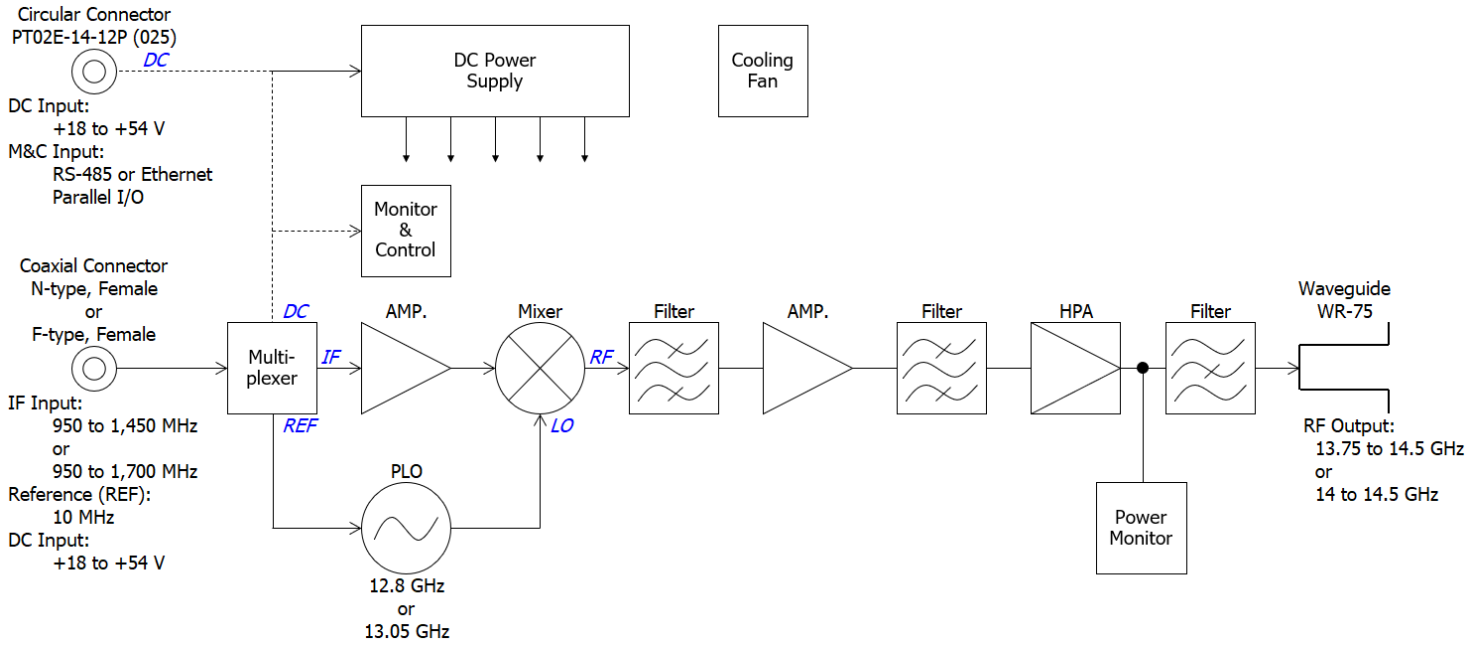 Circular Connector
PT02E-14-12P (025)
DC
DC Input:
+18 to +54 V
M&C Input:
RS-485 or Ethernet
Parallel I/O
DC Power
Supply
Cooling
Fan
Monitor
&
Control
Coaxial Connector
N-type, Female
or
F-type, Female
IF Input:
950 to 1,450 MHz
or
950 to 1,700 MHz
Reference (REF):
10 MHz
DC Input:
+18 to +54 V
DC
Multi-
plexer
IF
REF
AMP.
Mixer
RF
LO
PLO
12.8 GHz
or
13.05 GHz
Filter
AMP.
Filter
HPA
Power
Monitor
Filter
Waveguide
WR-75
RF Output:
13.75 to 14.5 GHz
or
14 to 14.5 GHz